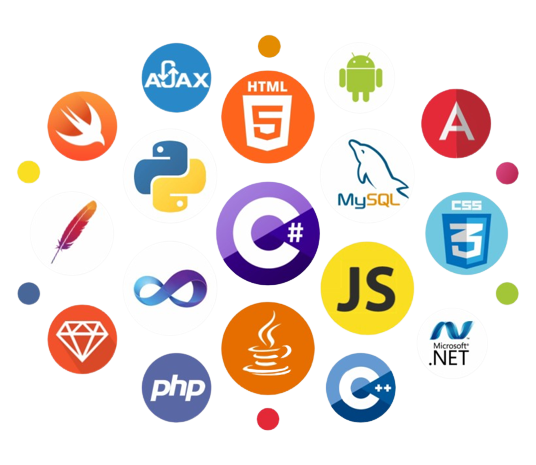 AJAX
HTML
5
A
MySQL
C#
CSS
3
JS
Microsoft®
.NET
php
C++